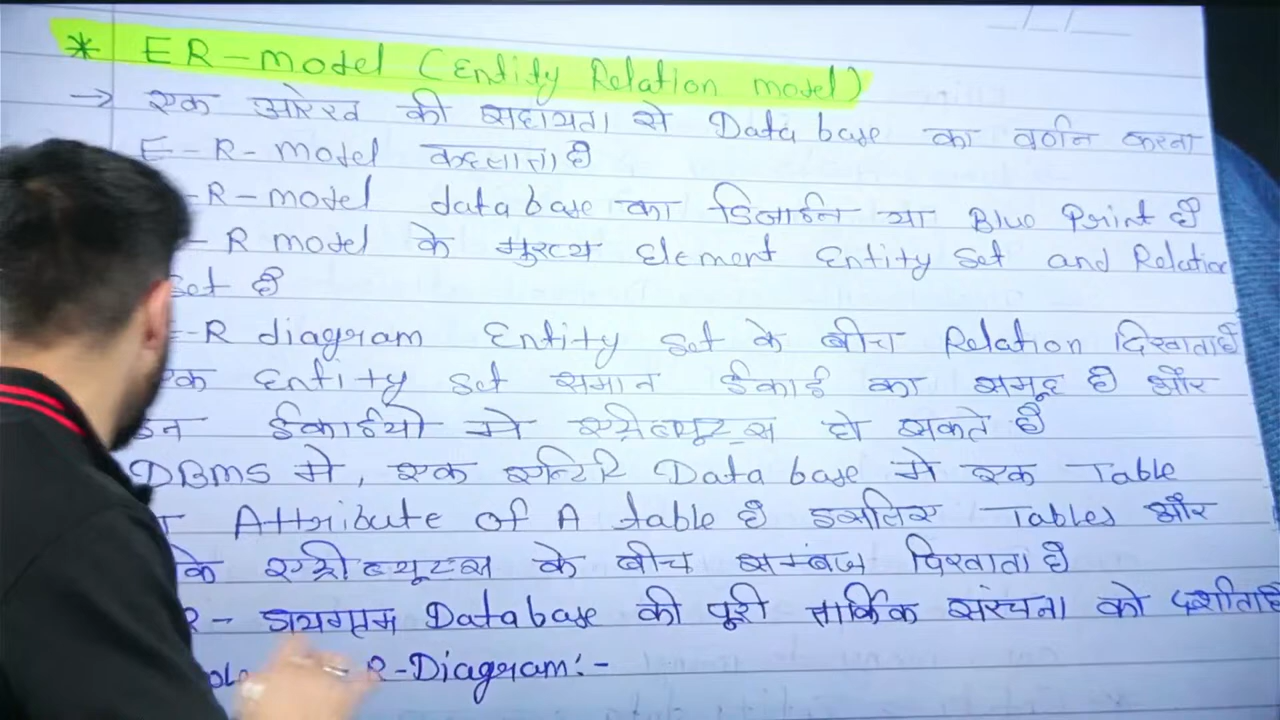 * ER-model (Entity Relation model)
→ एक आरेख की सहायता से Database का वर्णन करना
E-R-model कहलाता है
-R-model database का डिजाईन या Blue Print है
-R model के मुख्य Element Entity set and Relation
set है
-R diagram Entity set के बीच Relation दिखाता है
एक Entity set समान ईकाई का समूह है और
इन ईकाईयो मे एट्रीब्यूट्स हो सकते है
DBMS मे, एक एन्टिटि Database मे एक Table
Attribute of A table है इसलिए Tables और
के एट्रीब्यूट्स के बीच सम्बंध दिखाता है
R- डायग्राम Database की पूरी तार्किक संरचना को दर्शाता है
R-Diagram:-